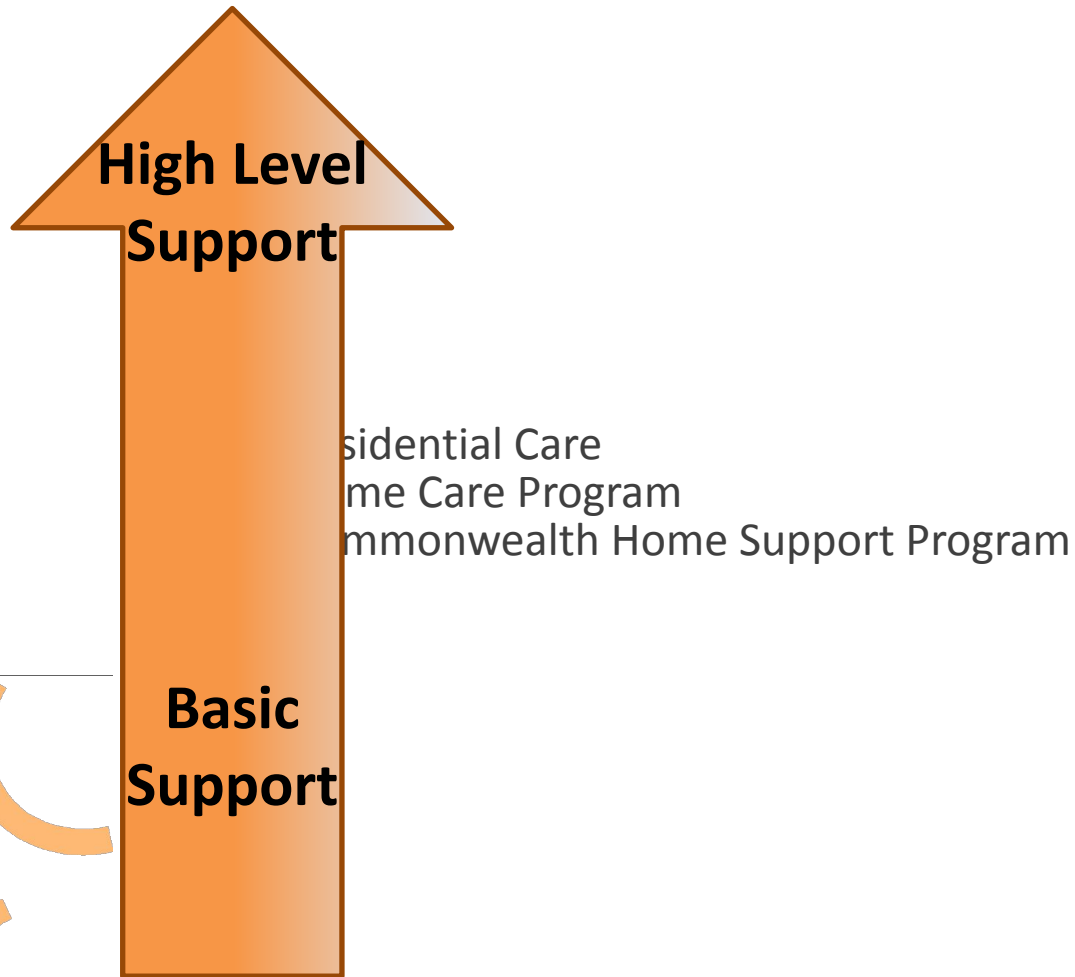 High Level
Support
sidential Care
me Care Program
mmonwealth Home Support Program
Basic
Support